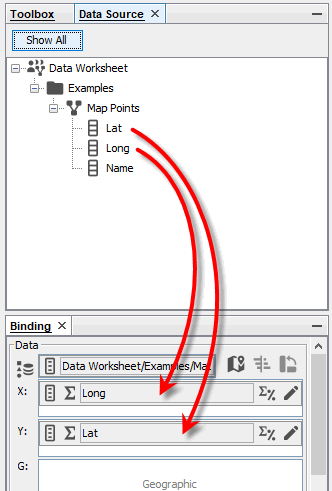 Toolbox Data Source
Show All
Data Worksheet
Examples
Map Points
Lat
Long
Name
Binding
Data
Data Worksheet/Examples/Ma
X: Long
Y: Lat
G:
Geographic